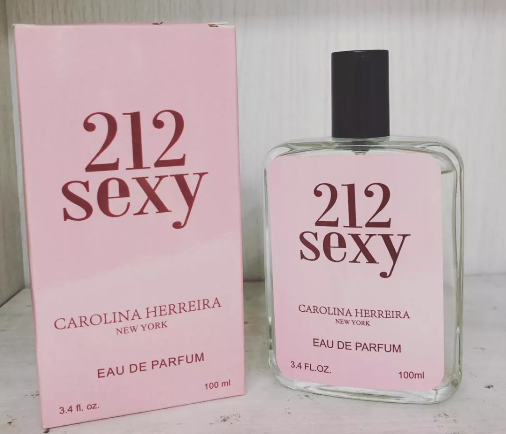 212
sexy
CAROLINA HERREIRA
NEW YORK
EAU DE PARFUM
100 ml
3.4 fl. oz.
212
sexy
CAROLINA HERREIRA
NEW YORK
EAU DE PARFUM
3.4 FL.OZ.
100ml